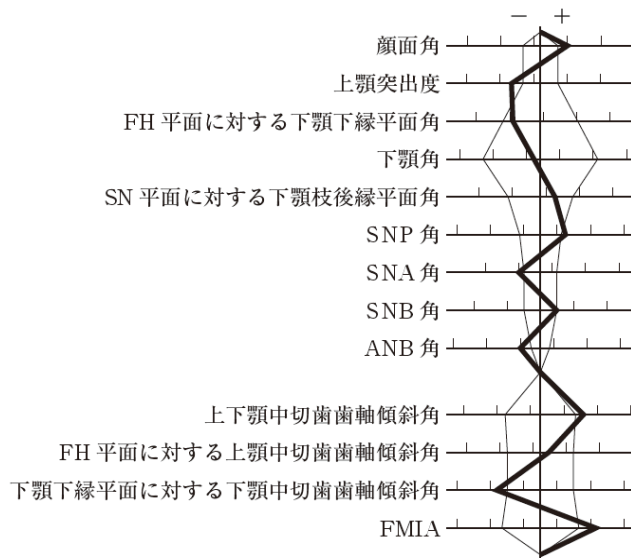 − +
顔面角
上顎突出度
FH 平面に対する下顎下縁平面角
下顎角
SN 平面に対する下顎枝後縁平面角
SNP 角
SNA 角
SNB 角
ANB 角
上下顎中切歯歯軸傾斜角
FH 平面に対する上顎中切歯歯軸傾斜角
下顎下縁平面に対する下顎中切歯歯軸傾斜角
FMIA